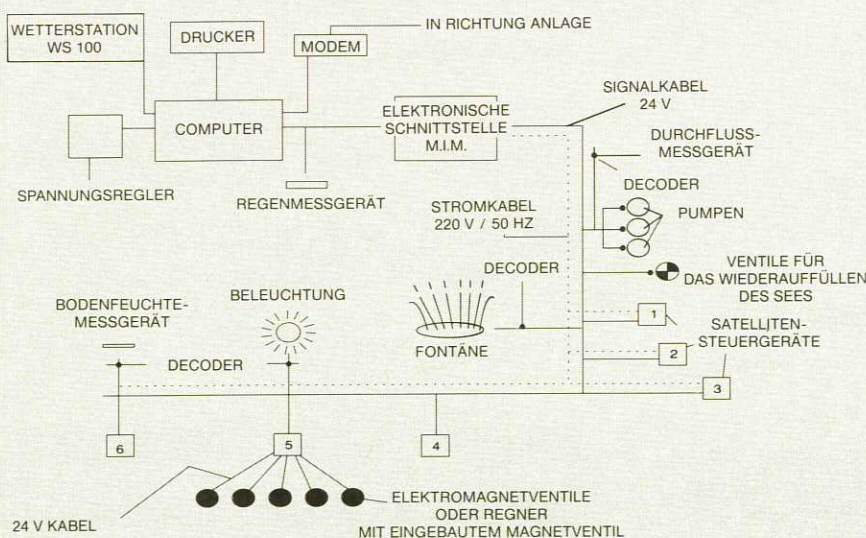 WETTERSTATION
WS 100
DRUCKER
IN RICHTUNG ANLAGE
MODEM
COMPUTER
ELEKTRONISCHE
SCHNITTSTELLE
M.I.M.
SIGNALKABEL
24 V
DURCHFLUSS-
MESSGERÄT
SPANNUNGSREGLER
REGENMESSGERÄT
DECODER
STROMKABEL
220 V / 50 HZ
PUMPEN
DECODER
VENTILE FÜR
DAS WIEDERAUFFÜLLEN
DES SEES
BODENFEUCHTE-
MESSGERÄT
BELEUCHTUNG
FONTÄNE
1
SATELLJTEN-
STEUERGERÄTE
2
DECODER
3
6
5
4
ELEKTROMAGNETVENTILE
ODER REGNER
MIT EINGEBAUTEM MAGNETVENTIL
24 V KABEL